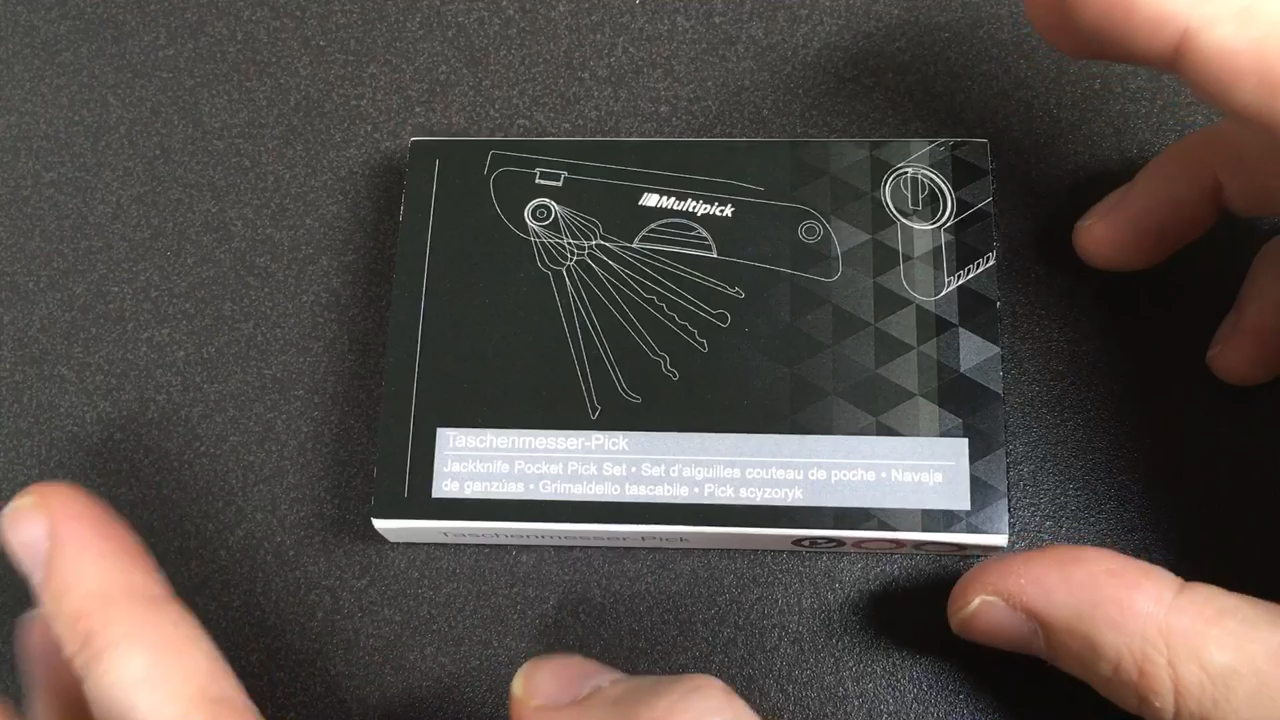 Multipick
Taschenmesser-Pick
Jackknife Pocket Pick Set • Set d'aiguilles couteau de poche • Navaja
de ganzúas • Grimaldello tascabile • Pick scyzoryk
Taschenmesser-Pick